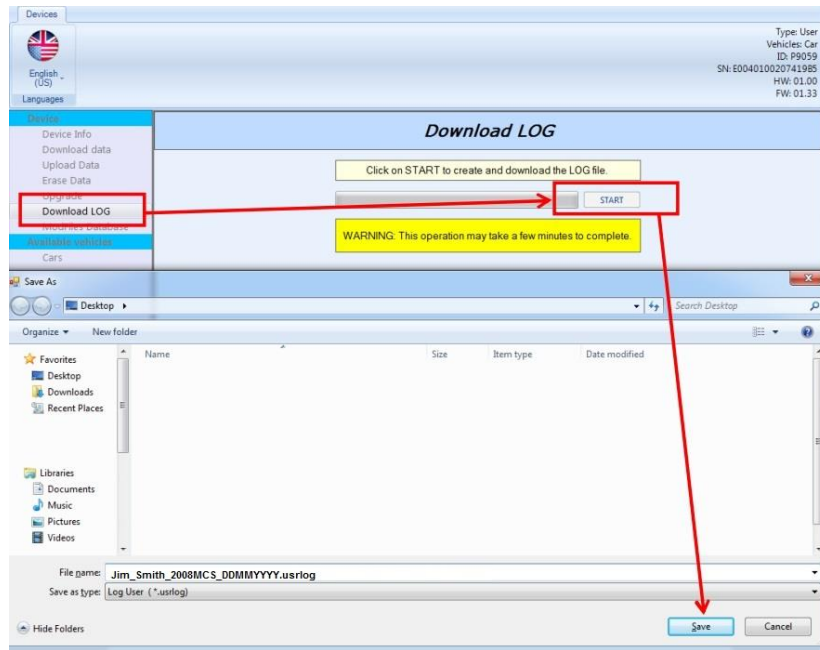 Devices
English
(US)
Languages
Type: User
Vehicles: Car
ID: P9059
SN: E004010020741985
HW: 01.00
FW: 01.33
Device
Device Info
Download data
Upload Data
Erase Data
Upgrade
Download LOG
Modfiles Database
Available vehicles
Cars
Download LOG
Click on START to create and download the LOG file.
START
WARNING: This operation may take a few minutes to complete.
Save As
Desktop
Search Desktop
Organize
New folder
Favorites
Desktop
Downloads
Recent Places
Libraries
Documents
Music
Pictures
Videos
Name
Size
Item type
Date modified
File name: Jim_Smith_2008MCS_DDMMYYYY.usrlog
Save as type: Log User ( *.usrlog)
Hide Folders
Save
Cancel